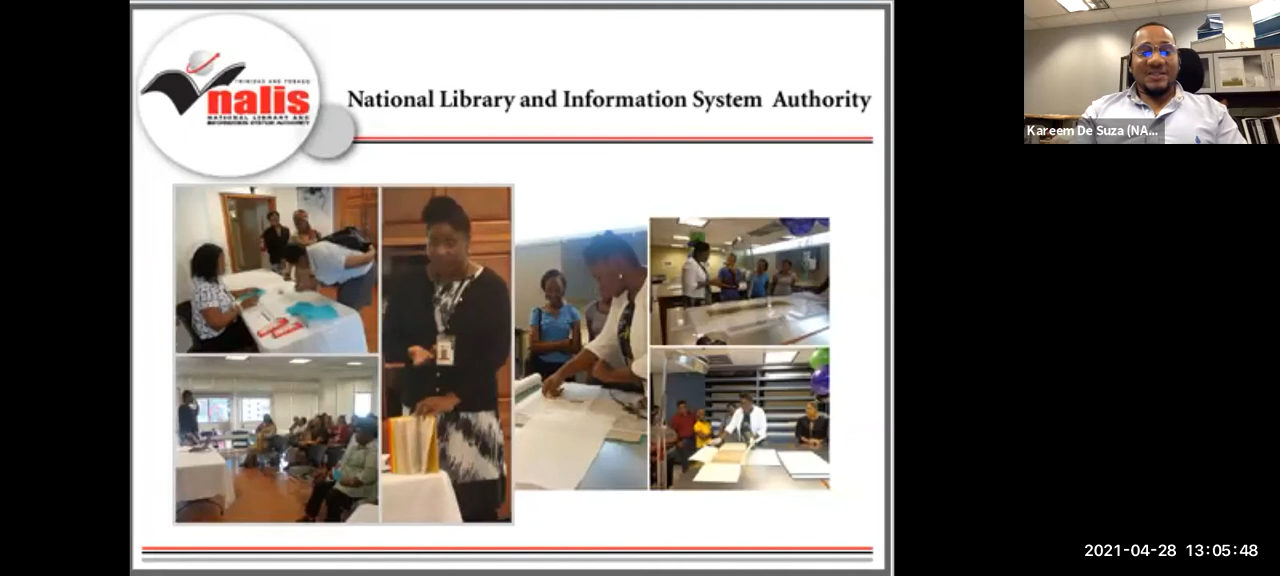 TRINIDAD AND TOBAGO
nalis
NATIONAL LIBRARY AND
INFORMATION SYSTEM AUTHORITY
National Library and Information System Authority
Kareem De Suza (NA...
2021-04-28 13:05:48